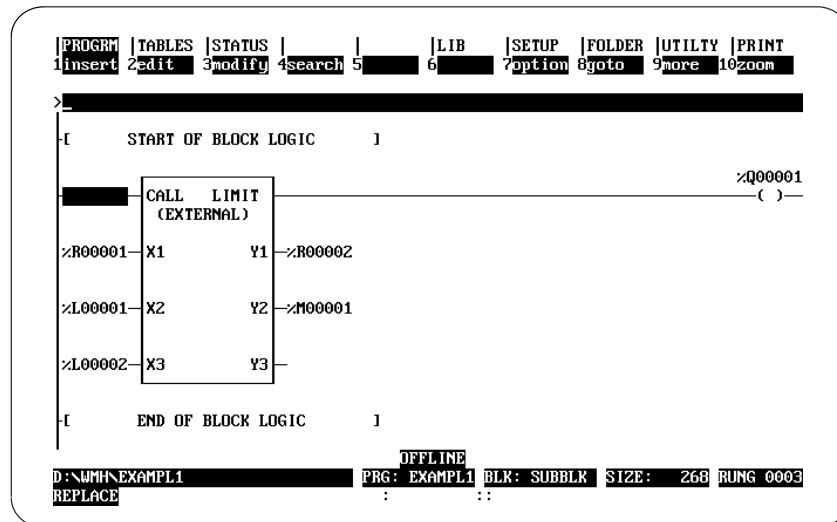 |PROGRM |TABLES |STATUS | | |LIB |SETUP |FOLDER |UTILTY |PRINT
1insert 2edit 3modify 4search 5 6 7option 8goto 9more 10zoom
>_
[ START OF BLOCK LOGIC ]
%Q00001
CALL LIMIT ( )
(EXTERNAL)
%R00001 X1 Y1 %R00002
%L00001 X2 Y2 %M00001
%L00002 X3 Y3
[ END OF BLOCK LOGIC ]
OFFLINE
D:\WMH\EXAMPL1 PRG: EXAMPL1 BLK: SUBBLK SIZE: 268 RUNG 0003
REPLACE : ::